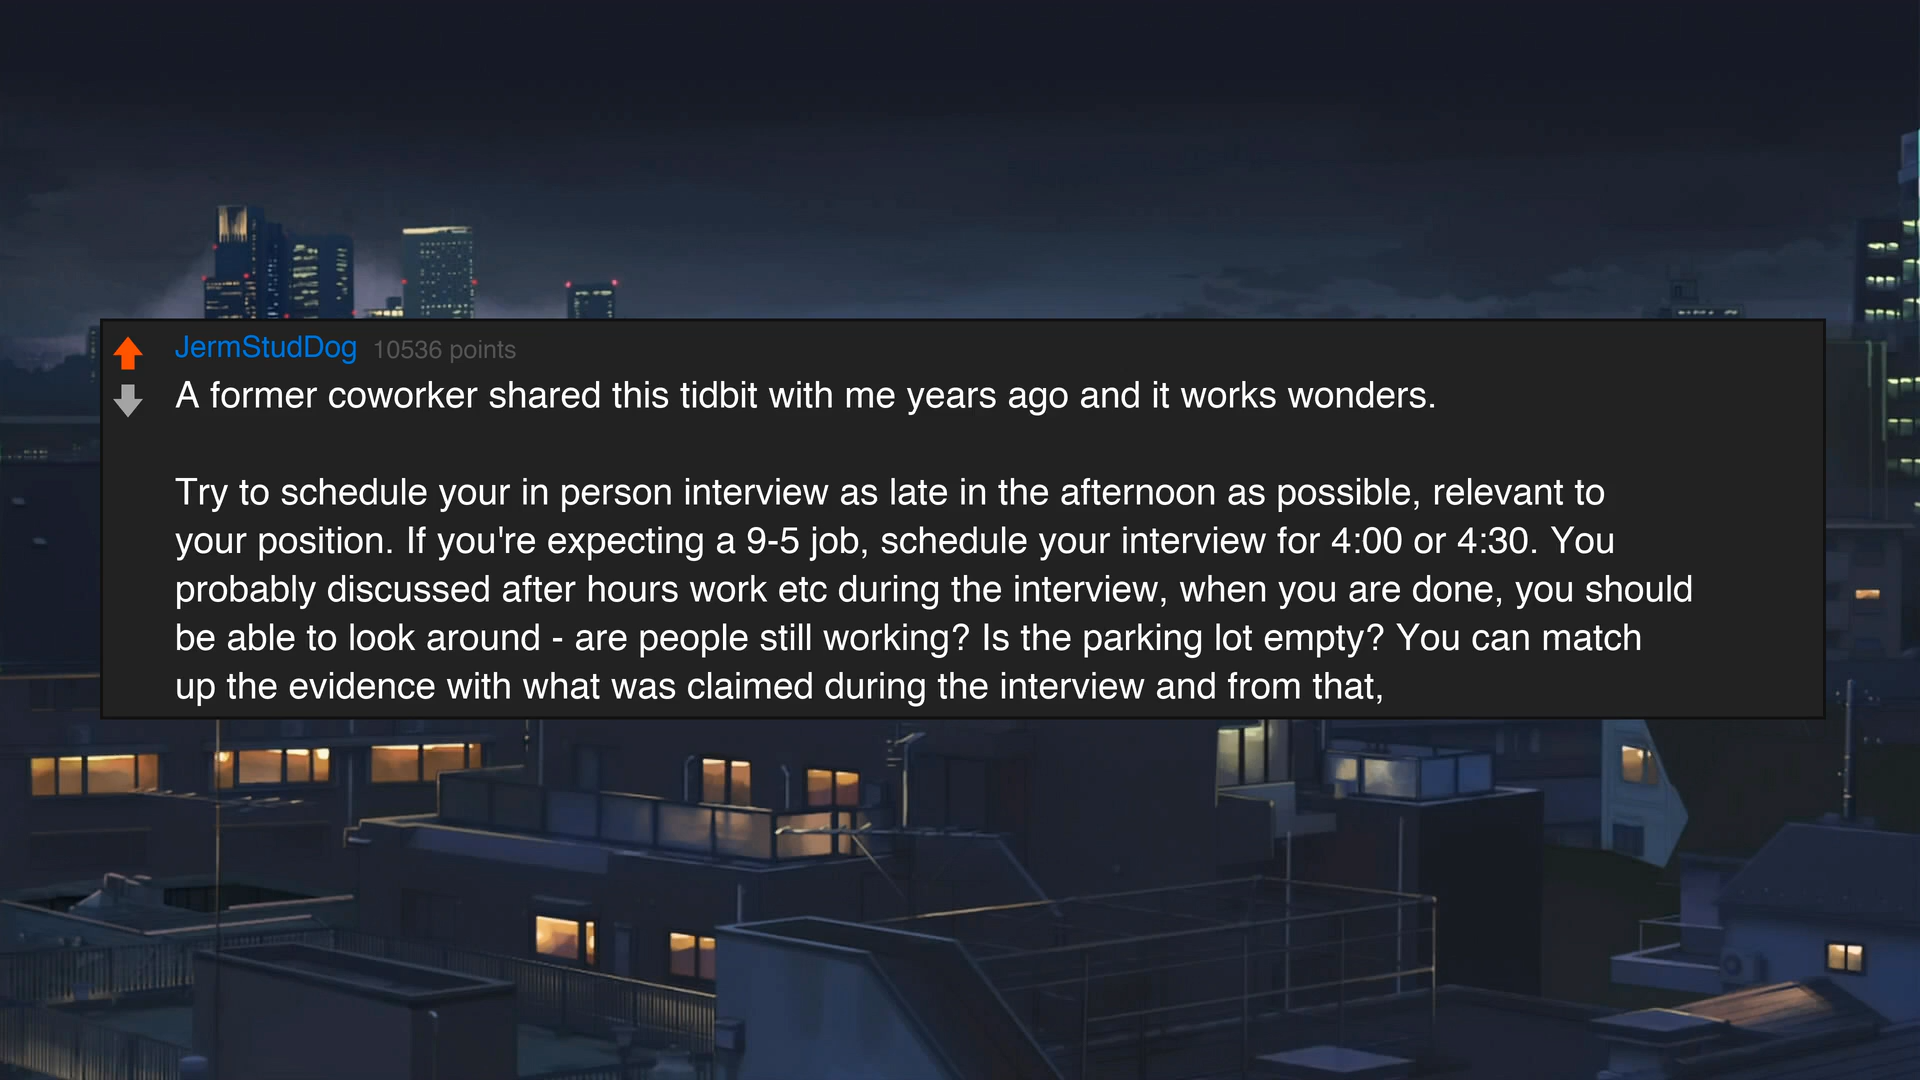 JermStudDog 10536 points
A former coworker shared this tidbit with me years ago and it works wonders.
Try to schedule your in person interview as late in the afternoon as possible, relevant to
your position. If you're expecting a 9-5 job, schedule your interview for 4:00 or 4:30. You
probably discussed after hours work etc during the interview, when you are done, you should
be able to look around - are people still working? Is the parking lot empty? You can match
up the evidence with what was claimed during the interview and from that,